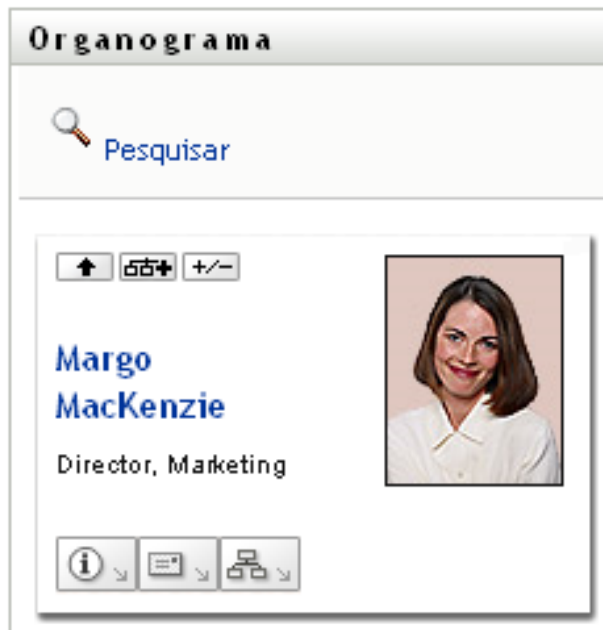 Organograma
Pesquisar
+/−
Margo
MacKenzie
Director, Marketing